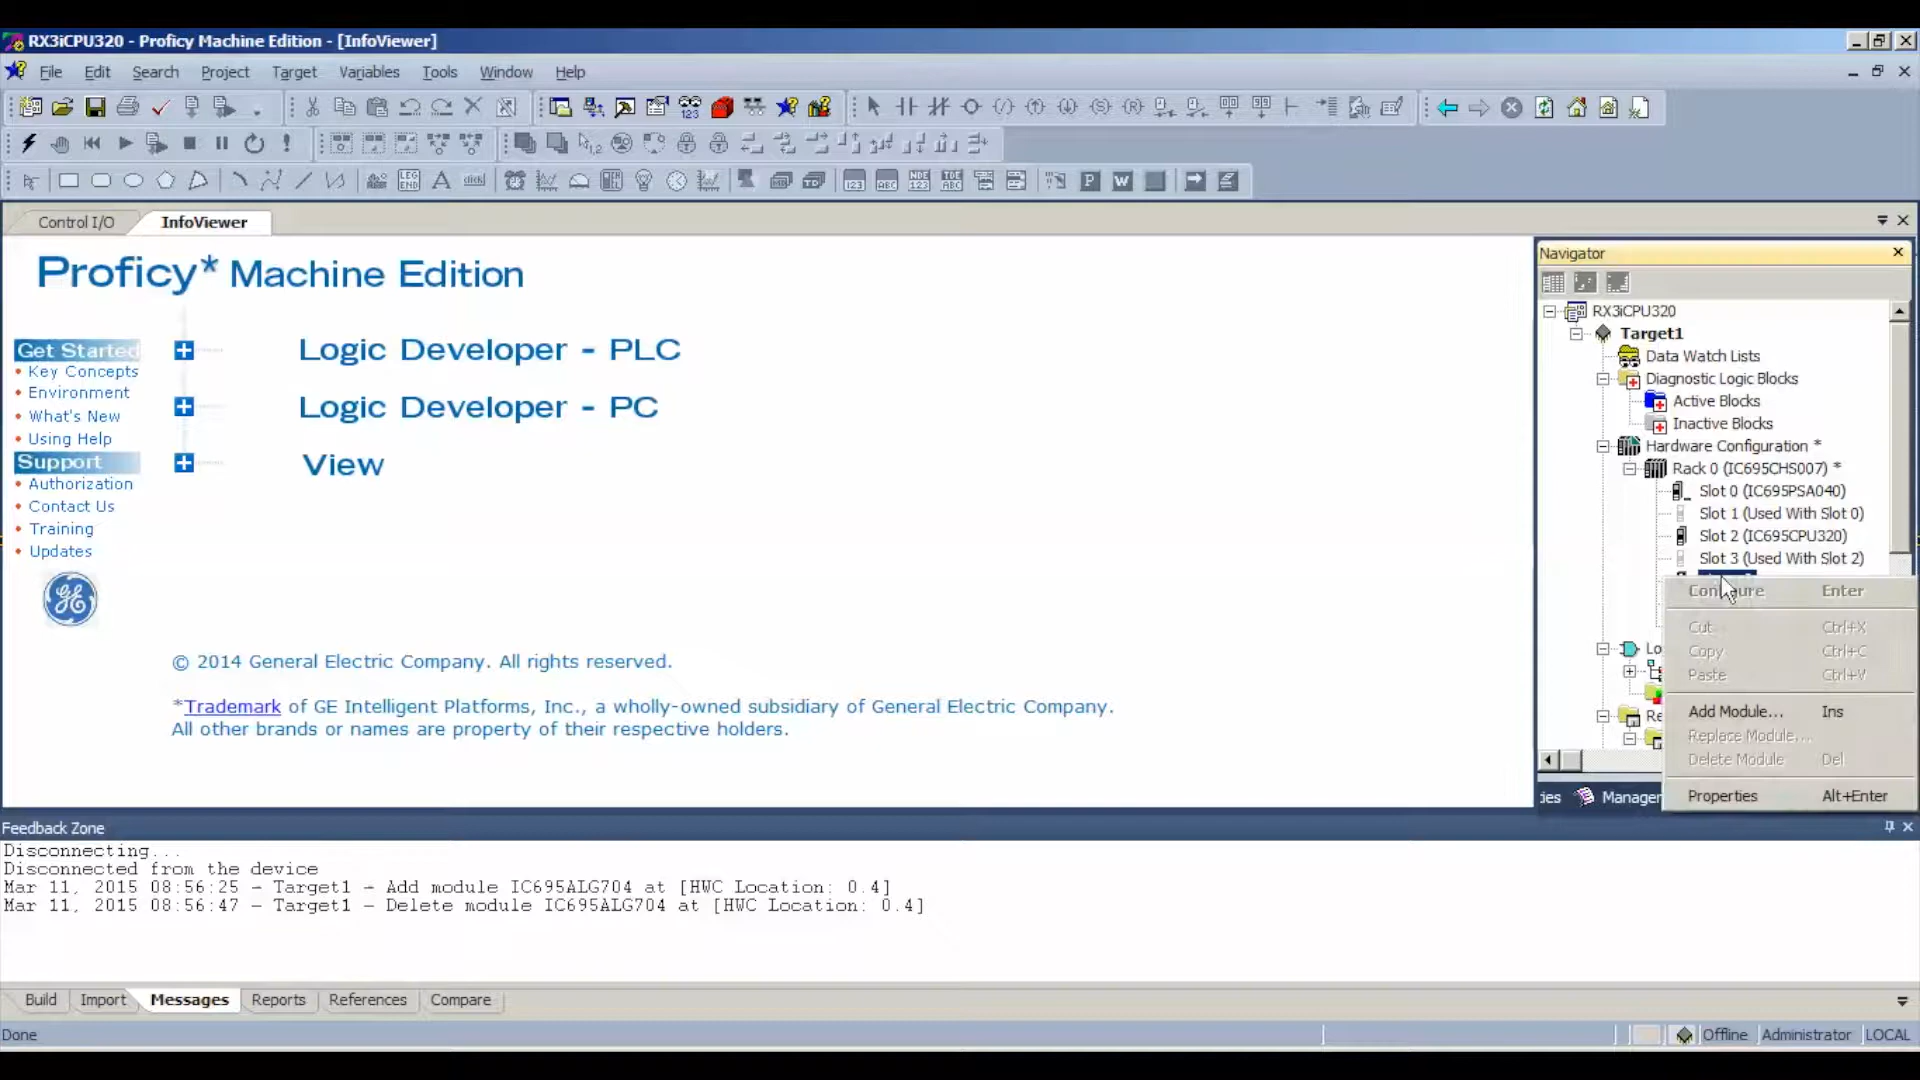 RX3iCPU320 - Proficy Machine Edition - [InfoViewer]
File Edit Search Project Target Variables Tools Window Help
Control I/O InfoViewer
Proficy* Machine Edition
Get Started
• Key Concepts
• Environment
• What's New
• Using Help
Support
• Authorization
• Contact Us
• Training
• Updates
Logic Developer - PLC
Logic Developer - PC
View
© 2014 General Electric Company. All rights reserved.
*Trademark of GE Intelligent Platforms, Inc., a wholly-owned subsidiary of General Electric Company.
All other brands or names are property of their respective holders.
Navigator
RX3iCPU320
Target1
Data Watch Lists
Diagnostic Logic Blocks
Active Blocks
Inactive Blocks
Hardware Configuration *
Rack 0 (IC695CHS007) *
Slot 0 (IC695PSA040)
Slot 1 (Used With Slot 0)
Slot 2 (IC695CPU320)
Slot 3 (Used With Slot 2)
Lo
Re
Configure Enter
Cut Ctrl+X
Copy Ctrl+C
Paste Ctrl+V
Add Module... Ins
Replace Module...
Delete Module Del
Properties Alt+Enter
ies Manager
Feedback Zone
Disconnecting...
Disconnected from the device
Mar 11, 2015 08:56:25 - Target1 - Add module IC695ALG704 at [HWC Location: 0.4]
Mar 11, 2015 08:56:47 - Target1 - Delete module IC695ALG704 at [HWC Location: 0.4]
Build Import Messages Reports References Compare
Done
Offline Administrator LOCAL